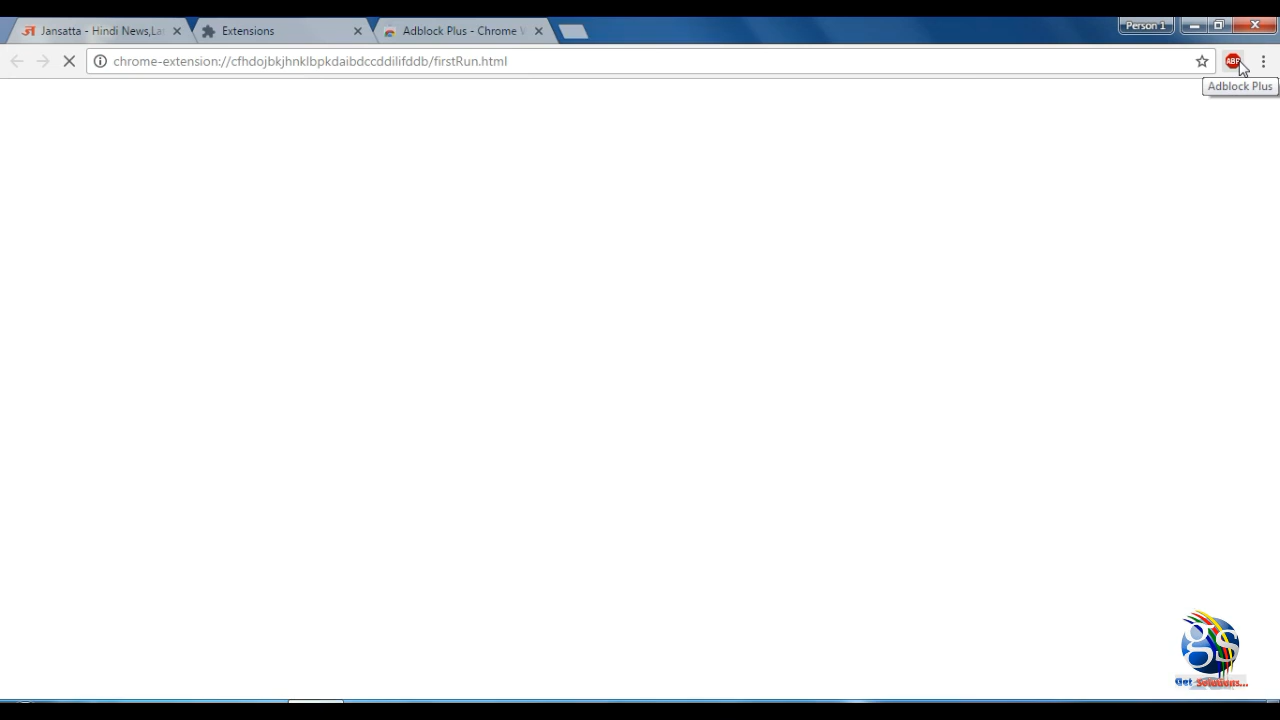 Jansatta - Hindi News,La
Extensions
Adblock Plus - Chrome W
Person 1
chrome-extension://cfhdojbkjhnklbpkdaibdccddilifddb/firstRun.html
ABP
Adblock Plus
gs
Get Solutions...